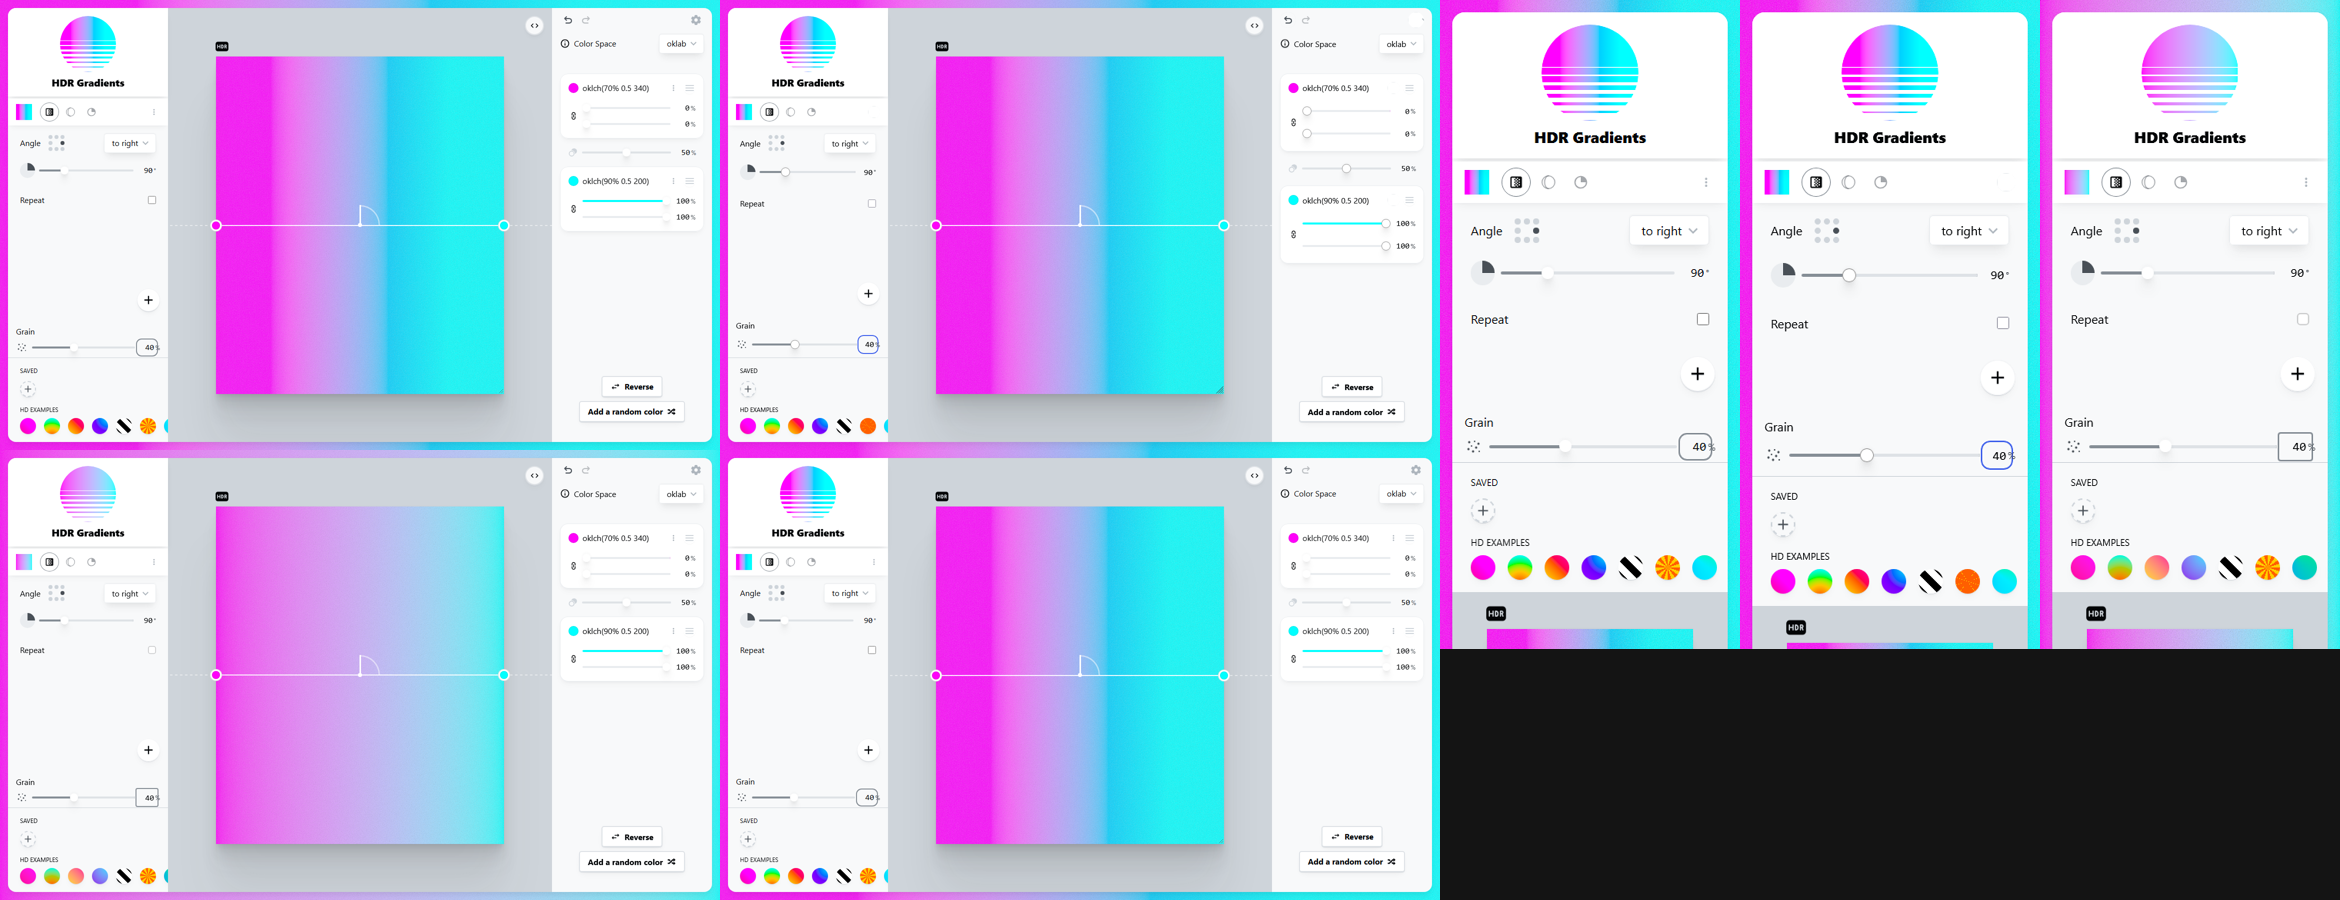 HDR Gradients
Angle to right
90°
Repeat
Grain
40%
SAVED
HD EXAMPLES
HDR
Color Space oklab
oklch(70% 0.5 340)
0%
0%
50%
oklch(90% 0.5 200)
100%
100%
Reverse
Add a random color
HDR Gradients
Angle to right
90°
Repeat
Grain
40%
SAVED
HD EXAMPLES
HDR
Color Space oklab
oklch(70% 0.5 340)
0%
0%
50%
oklch(90% 0.5 200)
100%
100%
Reverse
Add a random color
HDR Gradients
Angle to right
90°
Repeat
Grain
40%
SAVED
HD EXAMPLES
HDR
HDR Gradients
Angle to right
90°
Repeat
Grain
40%
SAVED
HD EXAMPLES
HDR
HDR Gradients
Angle to right
90°
Repeat
Grain
40%
SAVED
HD EXAMPLES
HDR
HDR Gradients
Angle to right
90°
Repeat
Grain
40%
SAVED
HD EXAMPLES
HDR
Color Space oklab
oklch(70% 0.5 340)
0%
0%
50%
oklch(90% 0.5 200)
100%
100%
Reverse
Add a random color
HDR Gradients
Angle to right
90°
Repeat
Grain
40%
SAVED
HD EXAMPLES
HDR
Color Space oklab
oklch(70% 0.5 340)
0%
0%
50%
oklch(90% 0.5 200)
100%
100%
Reverse
Add a random color